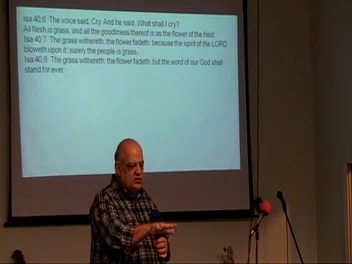 Isa 40:6 The voice said, Cry. And he said, What shall I cry?
All flesh is grass, and all the goodliness thereof is as the flower of the field:
Isa 40:7 The grass withereth, the flower fadeth: because the spirit of the LORD
bloweth upon it: surely the people is grass.
Isa 40:8 The grass withereth, the flower fadeth: but the word of our God shall
stand for ever.